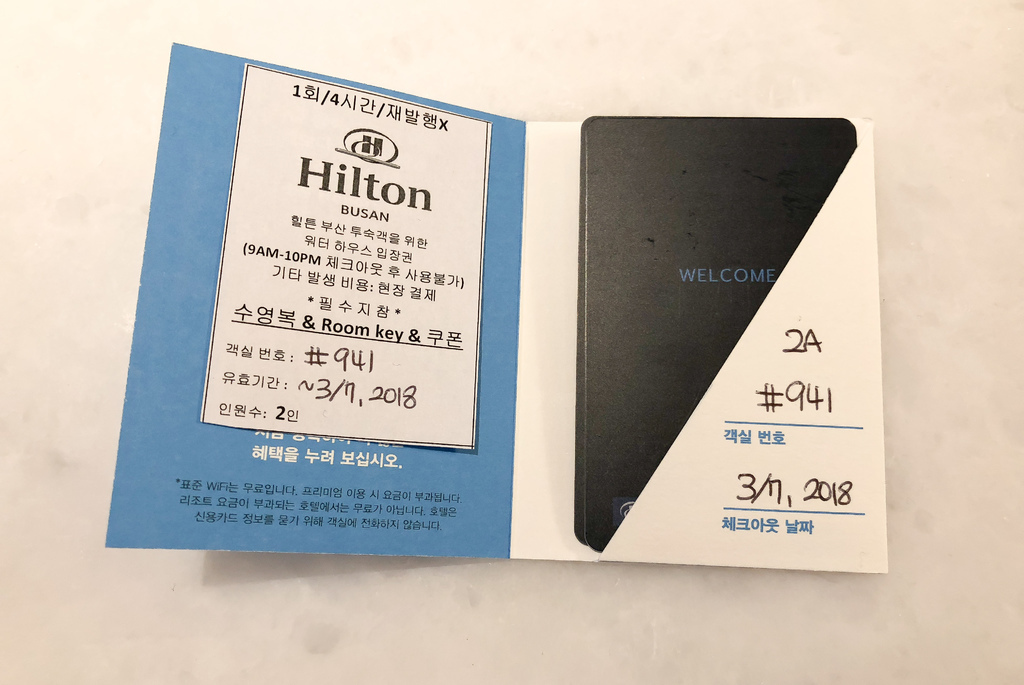 1회/4시간/재발행X
Hilton
BUSAN
힐튼 부산 투숙객을 위한
워터 하우스 입장권
(9AM-10PM 체크아웃 후 사용불가)
기타 발생 비용: 현장 결제
* 필 수 지 참 *
수영복 & Room key & 쿠폰
객실 번호 : #941
유효기간 : ~3/7, 2018
인원수: 2인
혜택을 누려 보십시오.
*표준 WiFi는 무료입니다. 프리미엄 이용 시 요금이 부과됩니다.
리조트 요금이 부과되는 호텔에서는 무료가 아닙니다. 호텔은
신용카드 정보를 묻기 위해 객실에 전화하지 않습니다.
WELCOME
2A
#941
객실 번호
3/7, 2018
체크아웃 날짜